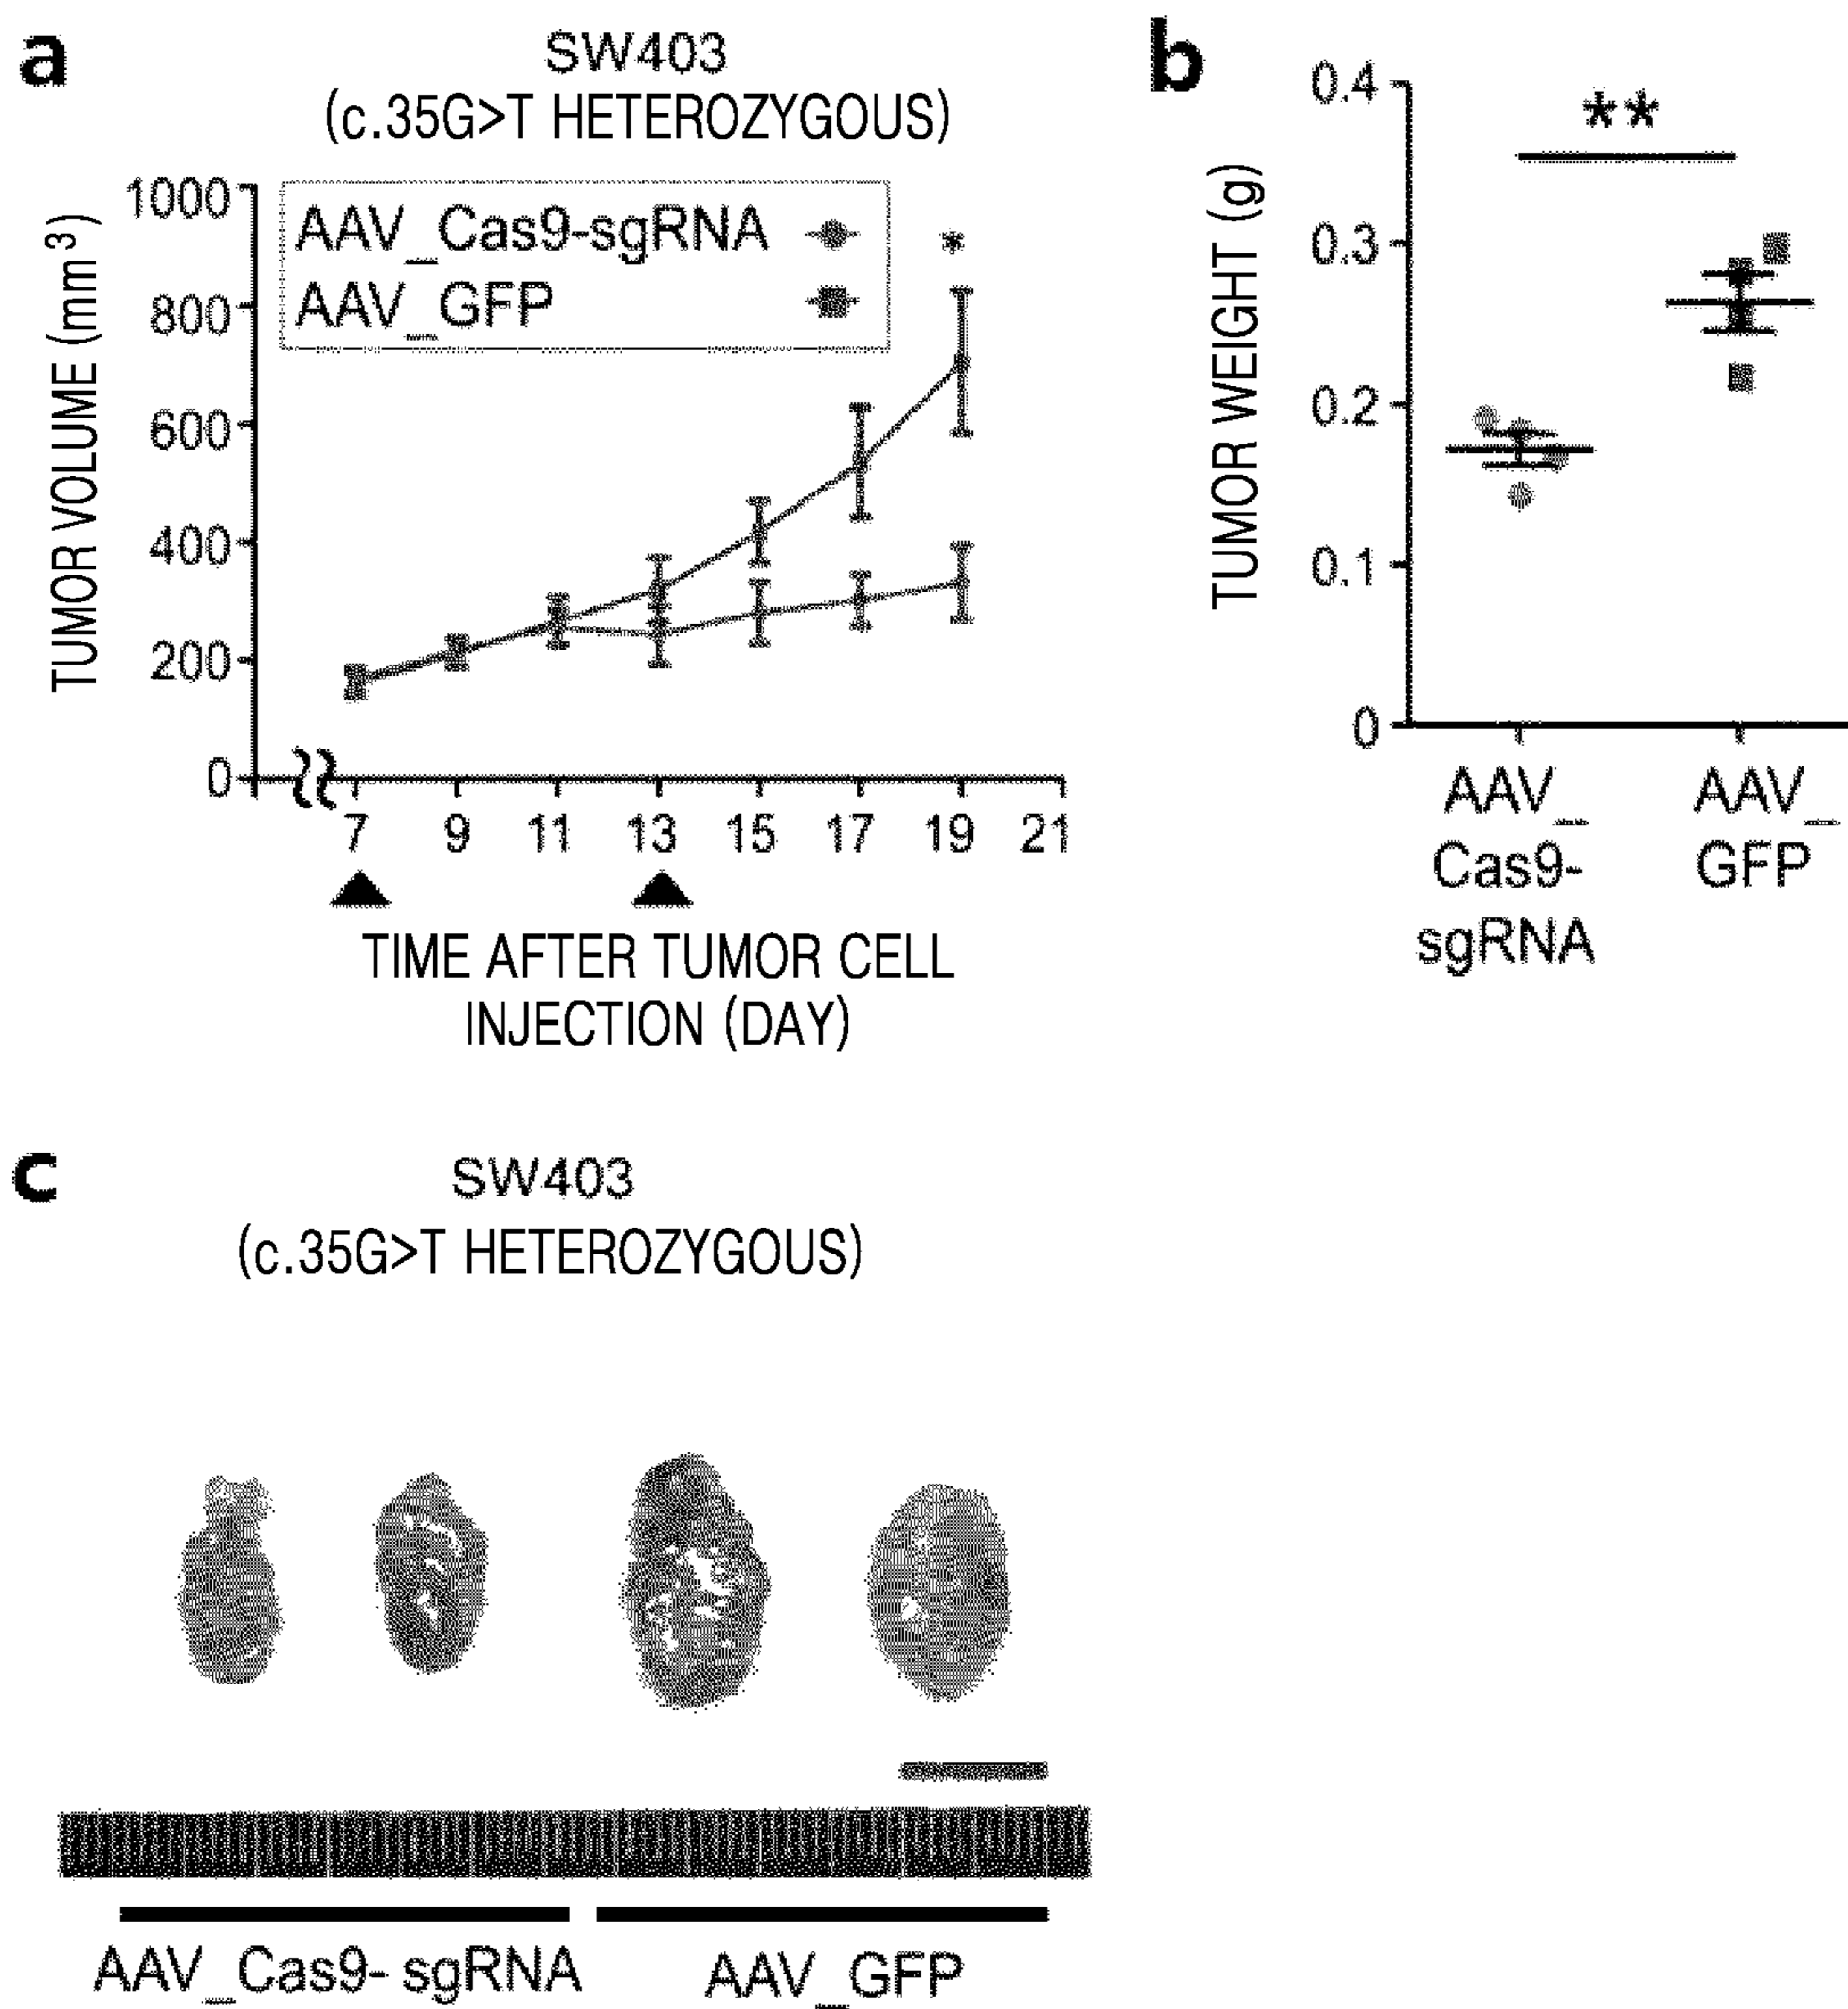 a
SW403
(c.35G>T HETEROZYGOUS)
TUMOR VOLUME (mm³)
1000
800
600
400
200
0
AAV_Cas9-sgRNA
AAV_GFP
*
7 9 11 13 15 17 19 21
TIME AFTER TUMOR CELL
INJECTION (DAY)
b
TUMOR WEIGHT (g)
0.4
0.3
0.2
0.1
0
**
AAV_
Cas9-
sgRNA
AAV_
GFP
c
SW403
(c.35G>T HETEROZYGOUS)
AAV_Cas9- sgRNA
AAV_GFP